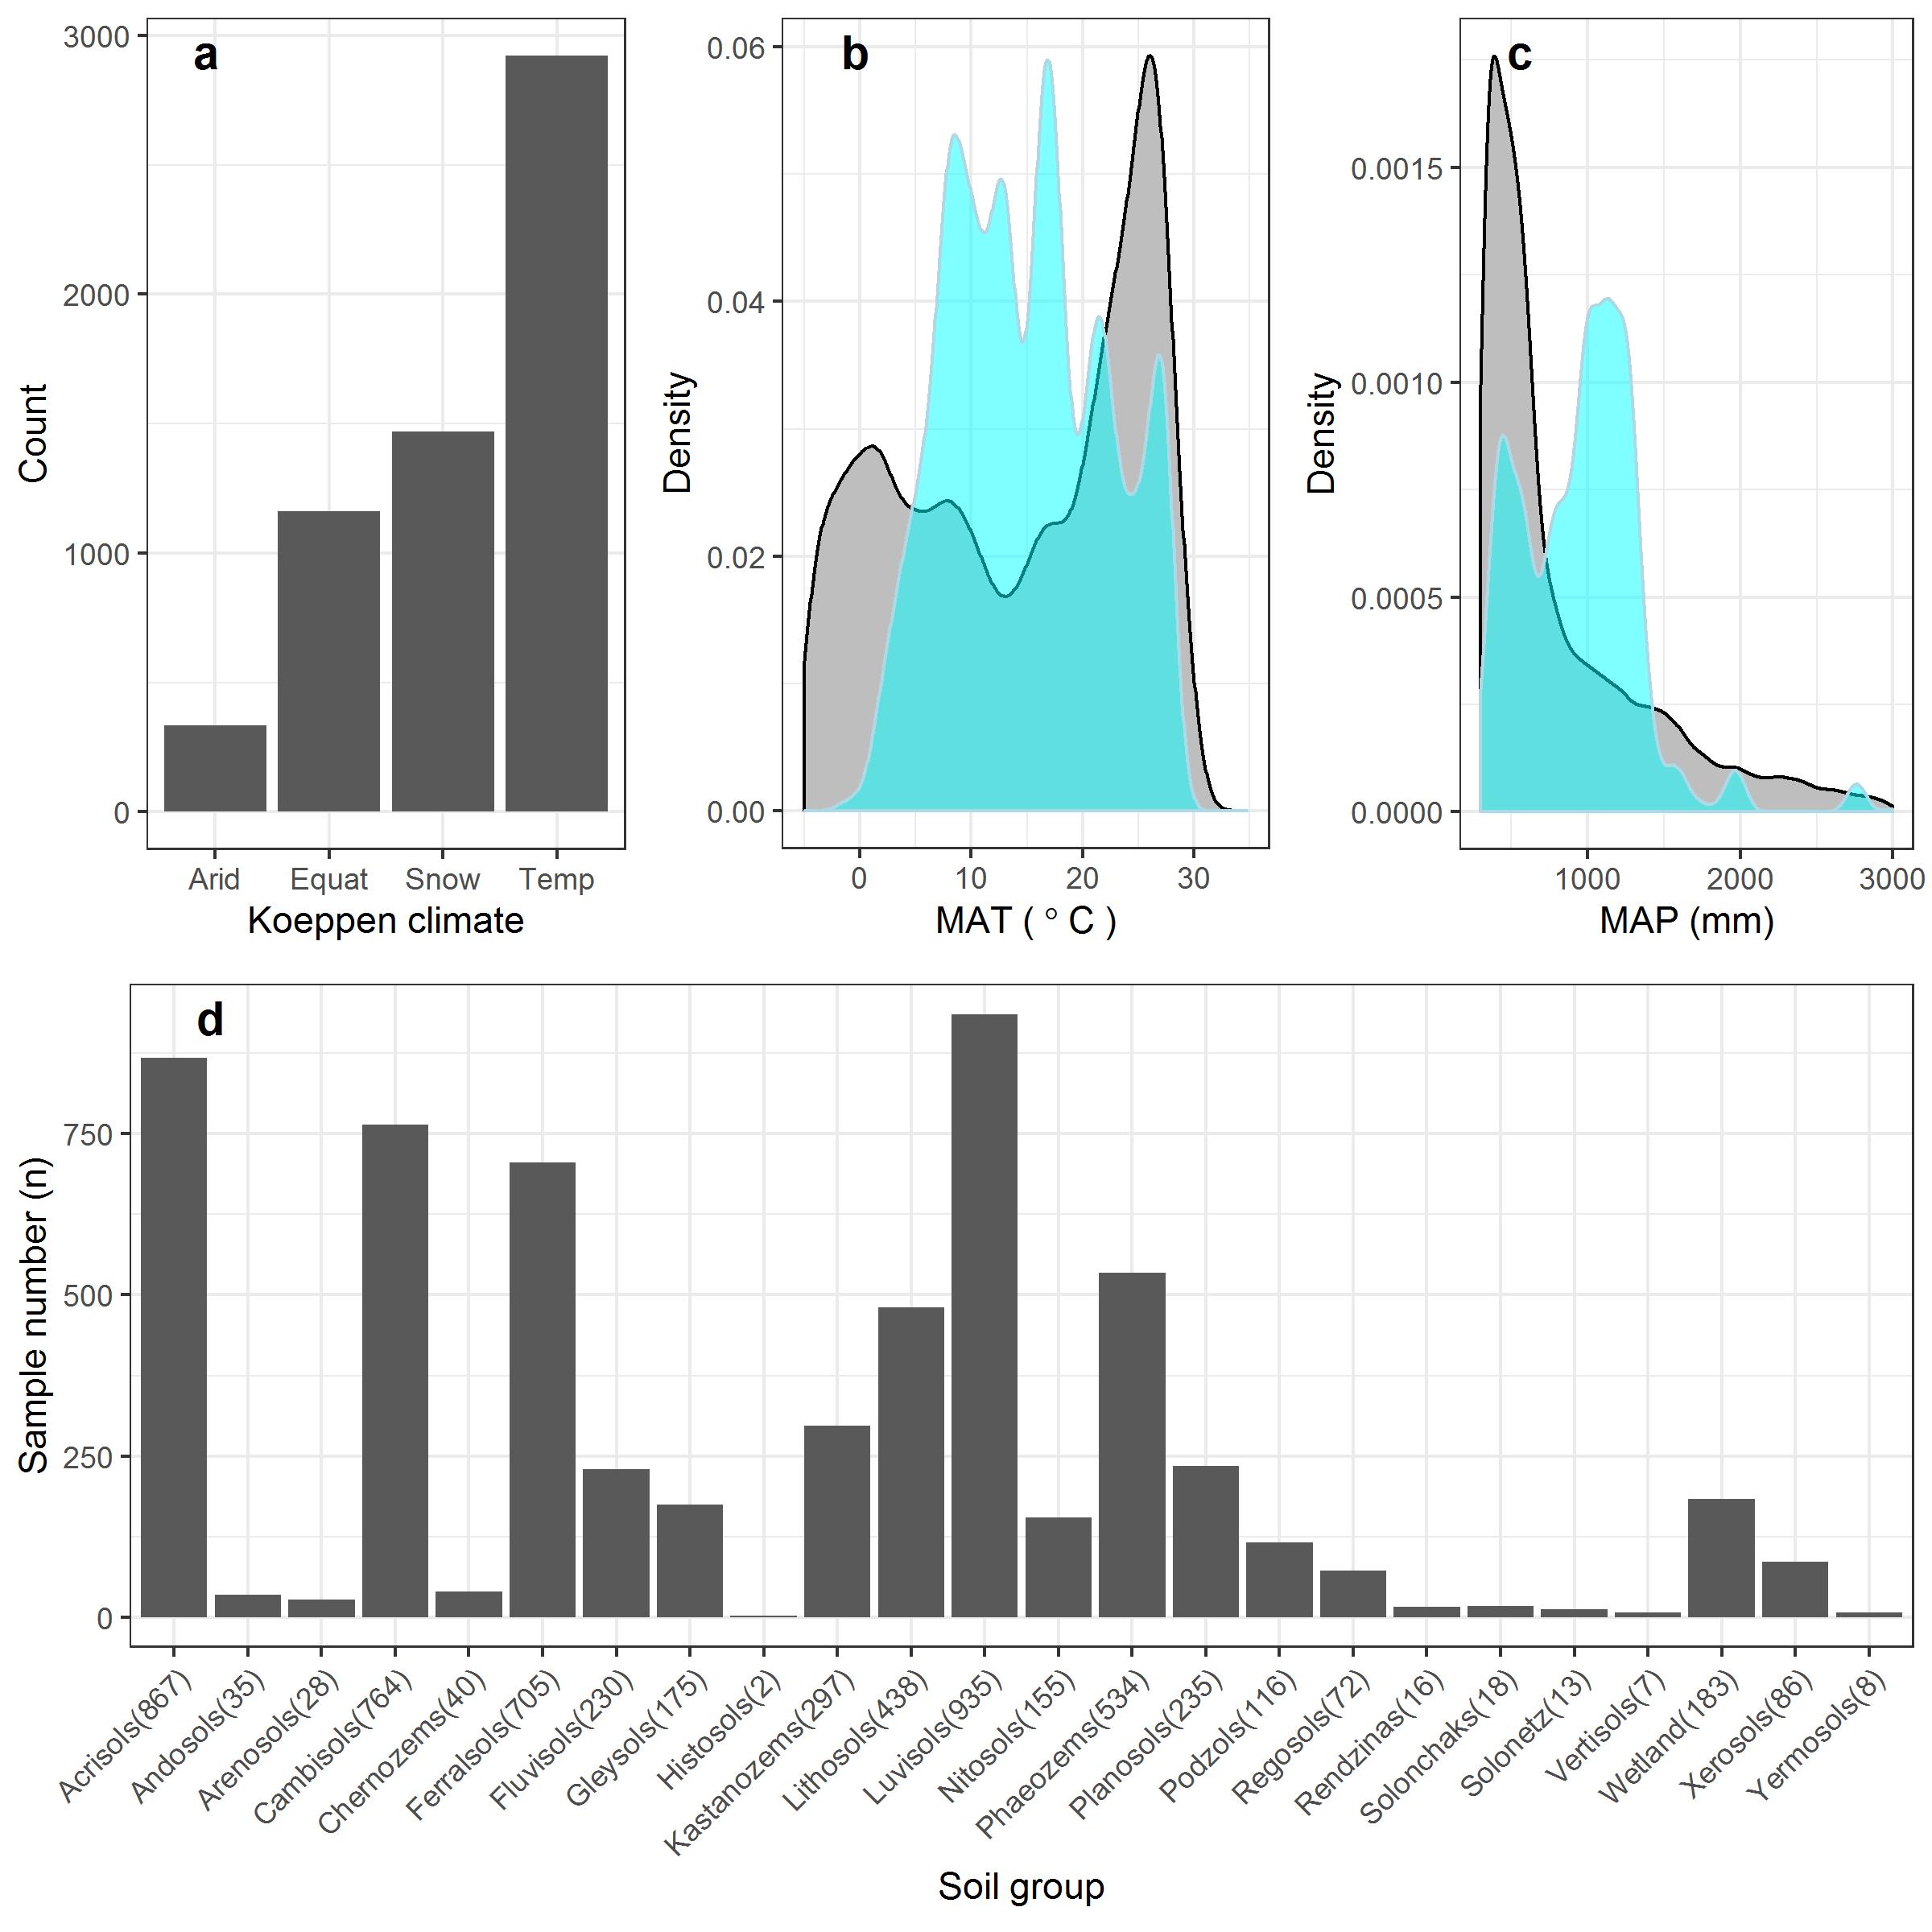 a
3000
2000
1000
0
Count
Arid Equat Snow Temp
Koeppen climate
b
0.06
0.04
0.02
0.00
Density
0 10 20 30
MAT ( ° C )
c
0.0015
0.0010
0.0005
0.0000
Density
1000 2000 3000
MAP (mm)
d
750
500
250
0
Sample number (n)
Acrisols(867)
Andosols(35)
Arenosols(28)
Cambisols(764)
Chernozems(40)
Ferralsols(705)
Fluvisols(230)
Gleysols(175)
Histosols(2)
Kastanozems(297)
Lithosols(438)
Luvisols(935)
Nitosols(155)
Phaeozems(534)
Planosols(235)
Podzols(116)
Regosols(72)
Rendzinas(16)
Solonchaks(18)
Solonetz(13)
Vertisols(7)
Wetland(183)
Xerosols(86)
Yermosols(8)
Soil group